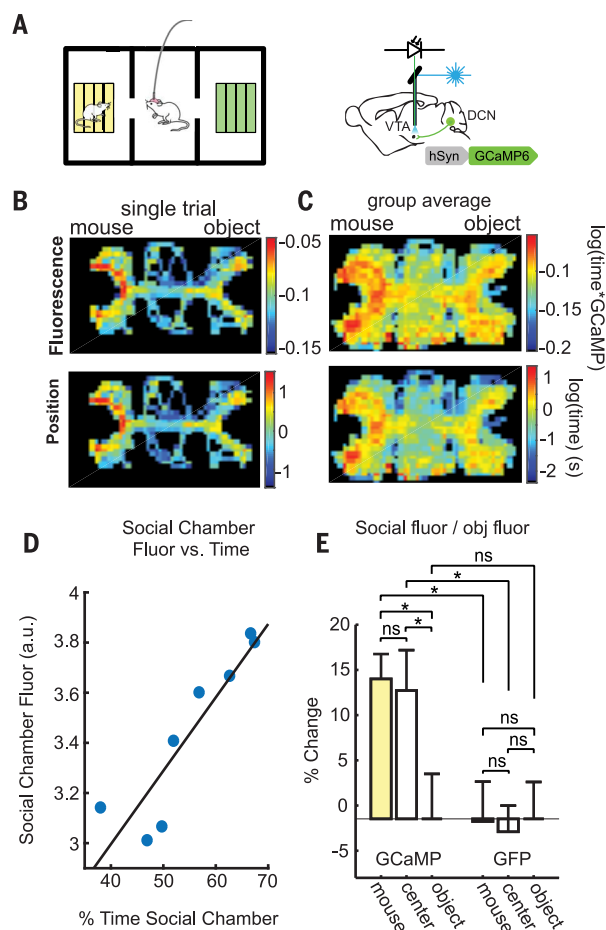 A
VTA
DCN
hSyn
GCaMP6
B
single trial
mouse
object
Fluorescence
-0.05
-0.1
-0.15
Position
1
0
1
C
group average
mouse
object
-0.1
-0.15
-0.2
log(time*GCaMP)
1
0
-1
-2
log(time) (s)
D
Social Chamber
Fluor vs. Time
Social Chamber Fluor (a.u.)
4
3.8
3.6
3.4
3.2
3
40
50
60
70
% Time Social Chamber
E
Social fluor / obj fluor
ns
*
*
*
ns
*
ns
ns
ns
% Change
20
15
10
5
0
-5
GCaMP
GFP
mouse
center
object
mouse
center
object